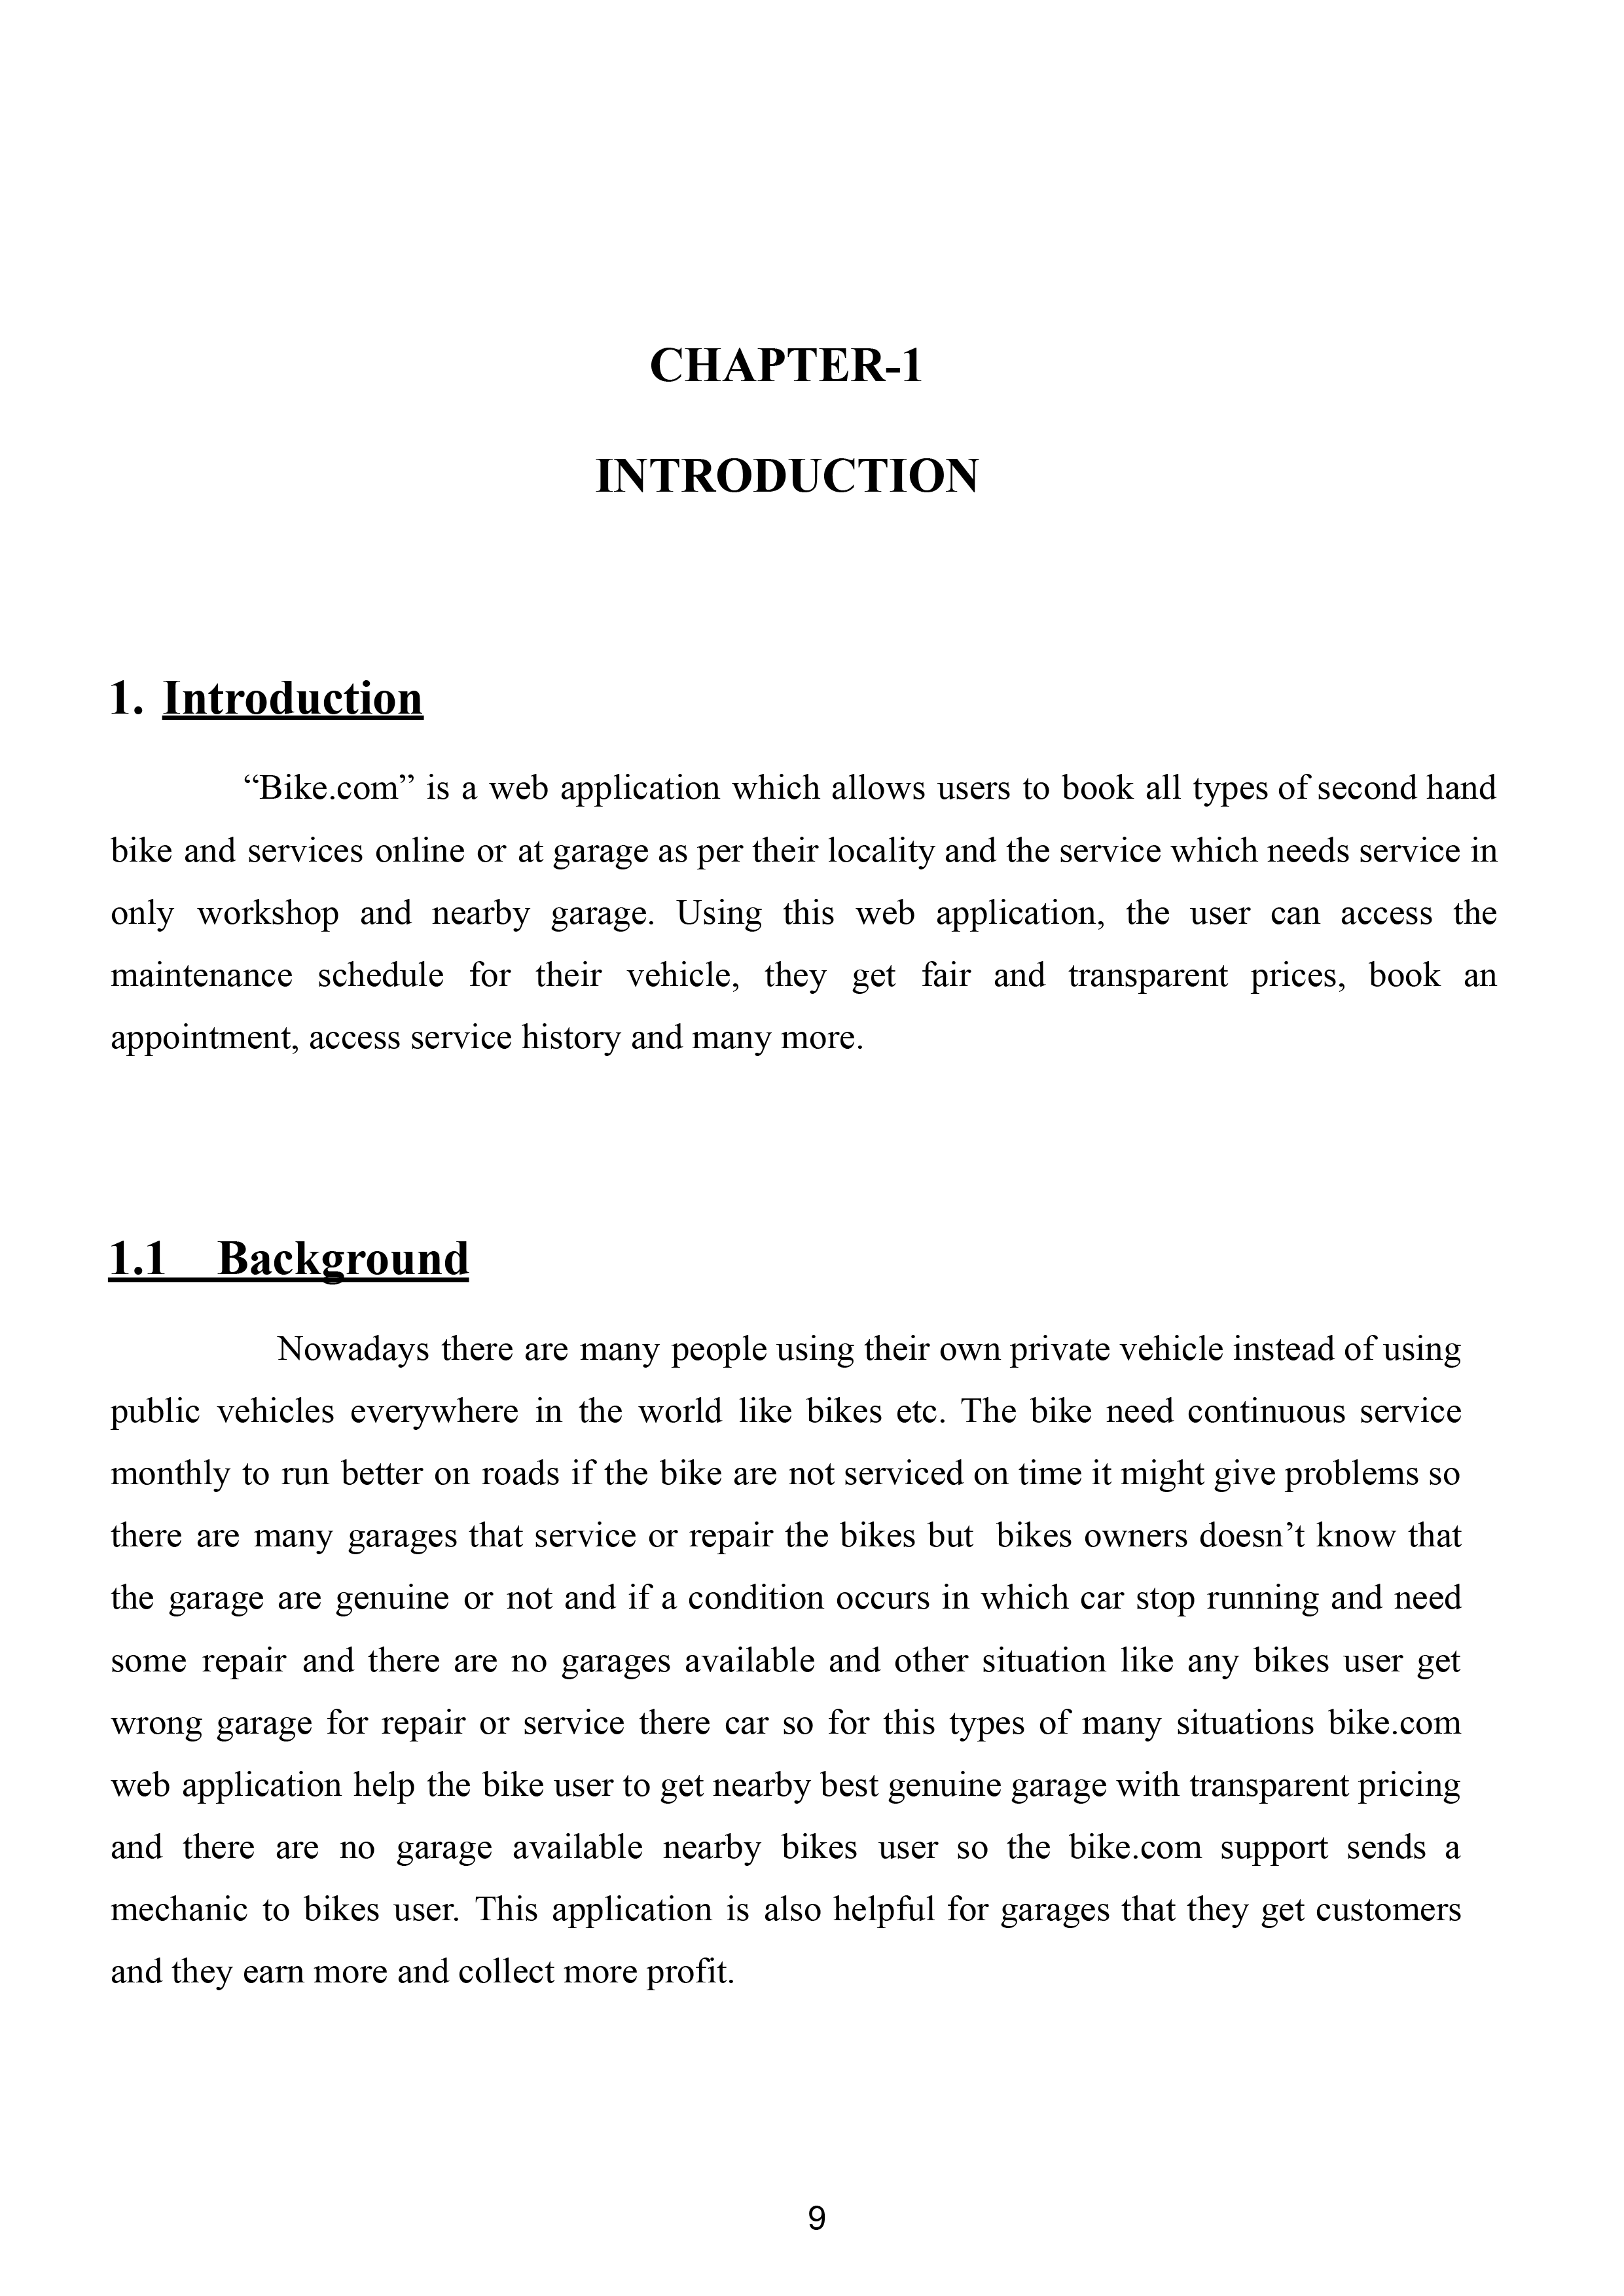 CHAPTER-1
INTRODUCTION
1. Introduction
“Bike.com” is a web application which allows users to book all types of second hand
bike and services online or at garage as per their locality and the service which needs service in
only workshop and nearby garage. Using this web application, the user can access the
maintenance schedule for their vehicle, they get fair and transparent prices, book an
appointment, access service history and many more.
1.1 Background
Nowadays there are many people using their own private vehicle instead of using
public vehicles everywhere in the world like bikes etc. The bike need continuous service
monthly to run better on roads if the bike are not serviced on time it might give problems so
there are many garages that service or repair the bikes but bikes owners doesn’t know that
the garage are genuine or not and if a condition occurs in which car stop running and need
some repair and there are no garages available and other situation like any bikes user get
wrong garage for repair or service there car so for this types of many situations bike.com
web application help the bike user to get nearby best genuine garage with transparent pricing
and there are no garage available nearby bikes user so the bike.com support sends a
mechanic to bikes user. This application is also helpful for garages that they get customers
and they earn more and collect more profit.
9